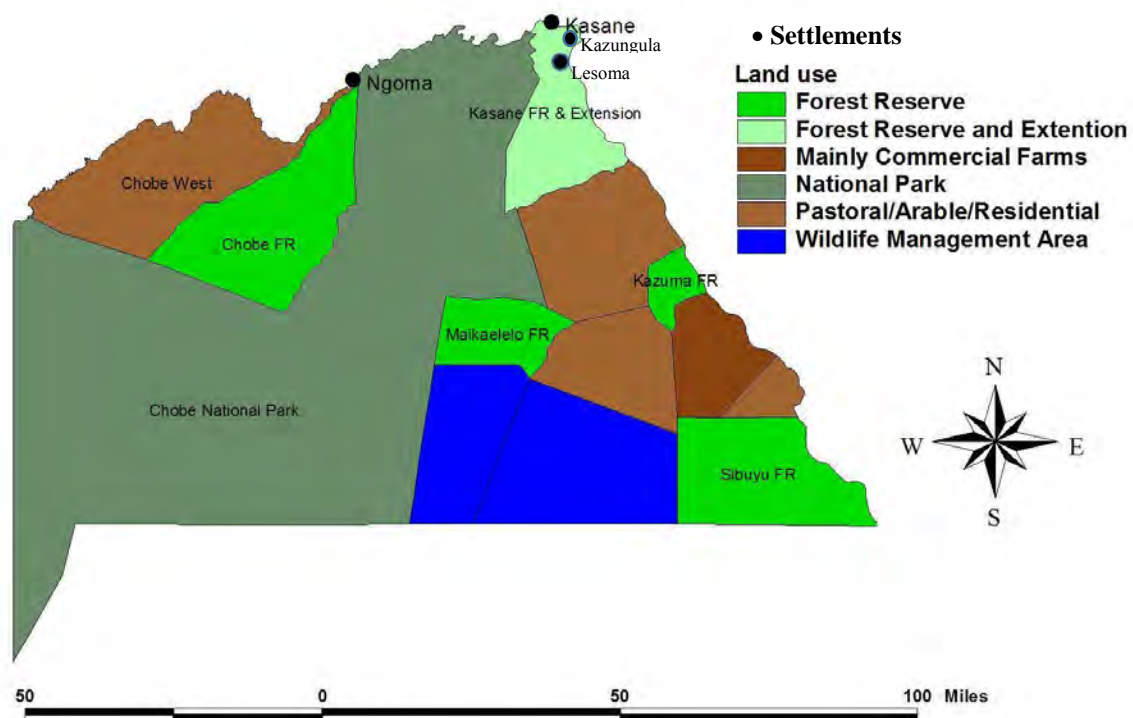 Kasane
Kazungula
Lesoma
Ngoma
Kasane FR & Extension
Chobe West
Chobe FR
Kazuma FR
Maikaelelo FR
Chobe National Park
Sibuyu FR
• Settlements
Land use
Forest Reserve
Forest Reserve and Extention
Mainly Commercial Farms
National Park
Pastoral/Arable/Residential
Wildlife Management Area
N
W
E
S
50 0 50 100 Miles